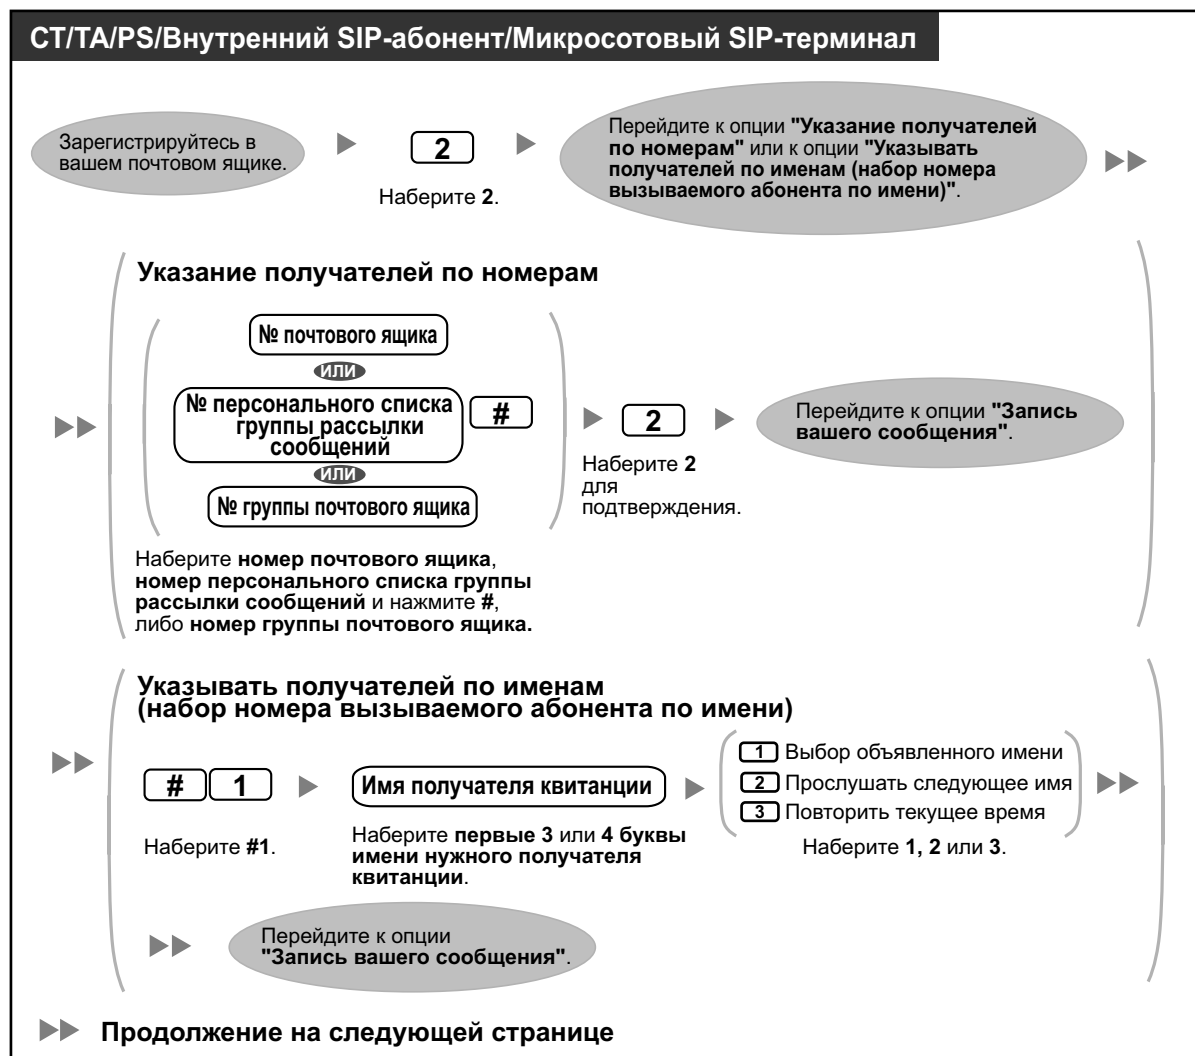 СТ/ТА/PS/Внутренний SIP-абонент/Микросотовый SIP-терминал
Зарегистрируйтесь в
вашем почтовом ящике.
2
Наберите 2.
Перейдите к опции "Указание получателей
по номерам" или к опции "Указывать
получателей по именам (набор номера
вызываемого абонента по имени)".
Указание получателей по номерам
№ почтового ящика
ИЛИ
№ персонального списка
группы рассылки
сообщений
#
ИЛИ
№ группы почтового ящика
Наберите номер почтового ящика,
номер персонального списка группы
рассылки сообщений и нажмите #,
либо номер группы почтового ящика.
2
Наберите 2
для
подтверждения.
Перейдите к опции "Запись
вашего сообщения".
Указывать получателей по именам
(набор номера вызываемого абонента по имени)
# 1
Наберите #1.
Имя получателя квитанции
Наберите первые 3 или 4 буквы
имени нужного получателя
квитанции.
1 Выбор объявленного имени
2 Прослушать следующее имя
3 Повторить текущее время
Наберите 1, 2 или 3.
Перейдите к опции
"Запись вашего сообщения".
Продолжение на следующей странице